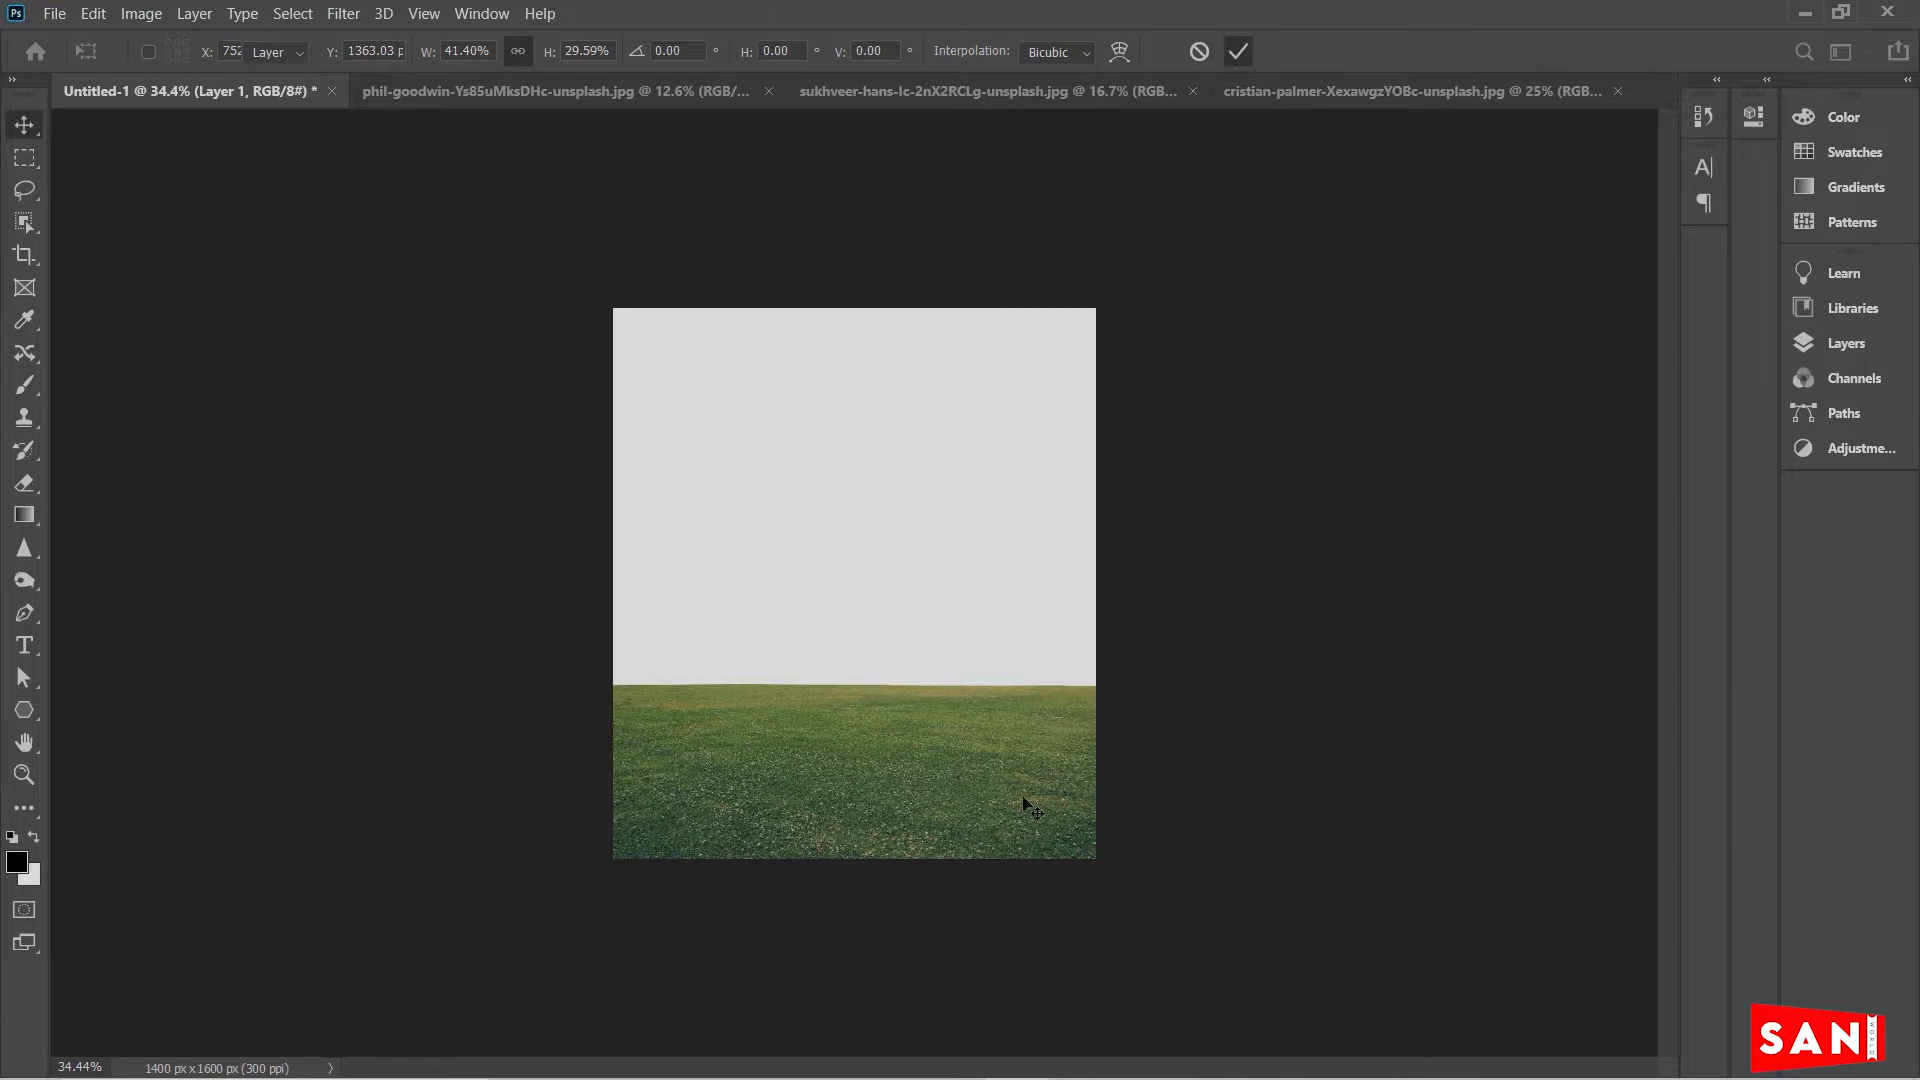 Ps File Edit Image Layer Type Select Filter 3D View Window Help
X: 752 Layer Y: 1363.03 p W: 41.40% H: 29.59% 0.00 ° H: 0.00 ° V: 0.00 ° Interpolation: Bicubic
Untitled-1 @ 34.4% (Layer 1, RGB/8#) * × phil-goodwin-Ys85uMksDHc-unsplash.jpg @ 12.6% (RGB/... × sukhveer-hans-lc-2nX2RCLg-unsplash.jpg @ 16.7% (RGB... × cristian-palmer-XexawgzYOBc-unsplash.jpg @ 25% (RGB... ×
Color
Swatches
Gradients
Patterns
Learn
Libraries
Layers
Channels
Paths
Adjustme...
SANI
WORLD
34.44% 1400 px x 1600 px (300 ppi)